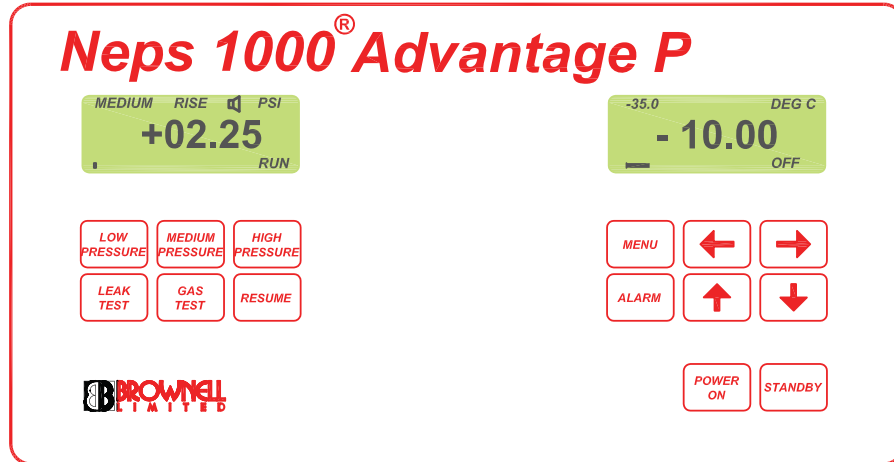 Neps 1000® Advantage P
MEDIUM RISE PSI
+02.25
RUN
-35.0 DEG C
- 10.00
OFF
LOW PRESSURE
MEDIUM PRESSURE
HIGH PRESSURE
LEAK TEST
GAS TEST
RESUME
MENU
ALARM
POWER ON
STANDBY
BROWNELL
LIMITED